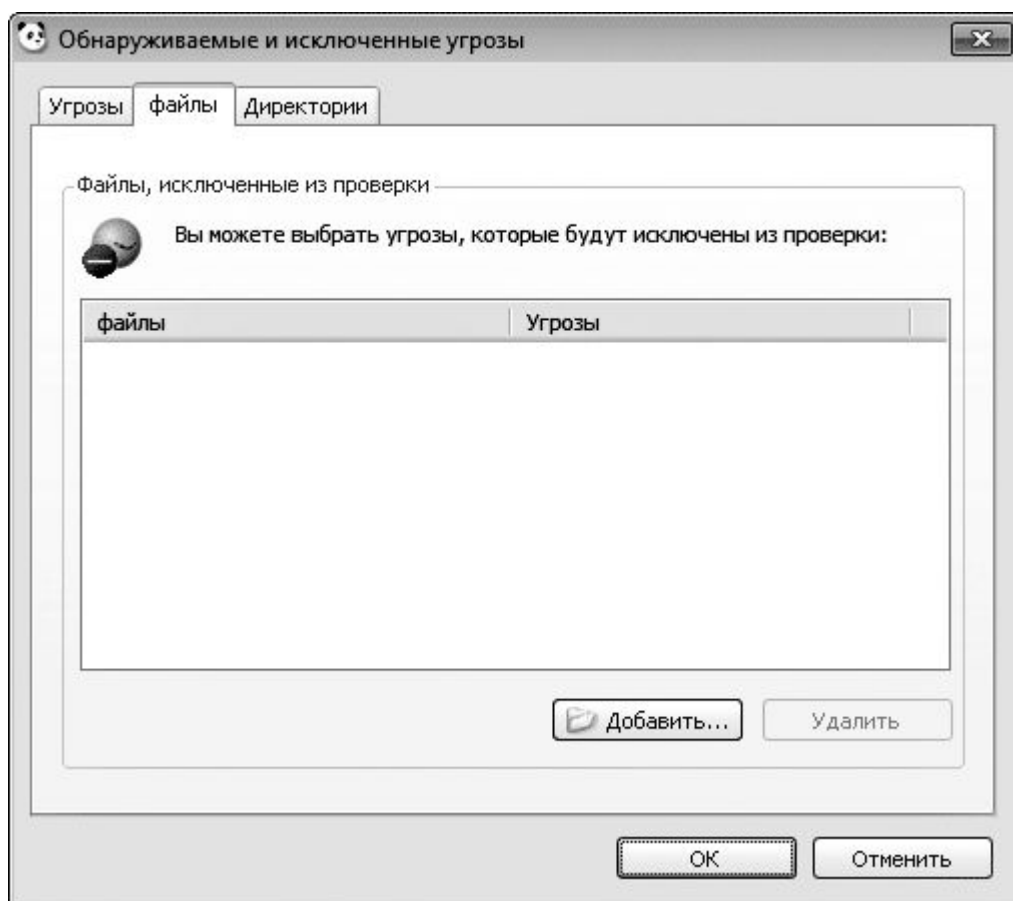 Обнаруживаемые и исключенные угрозы
Угрозы файлы Директории
Файлы, исключенные из проверки
Вы можете выбрать угрозы, которые будут исключены из проверки:
файлы Угрозы
Добавить... Удалить
OK Отменить